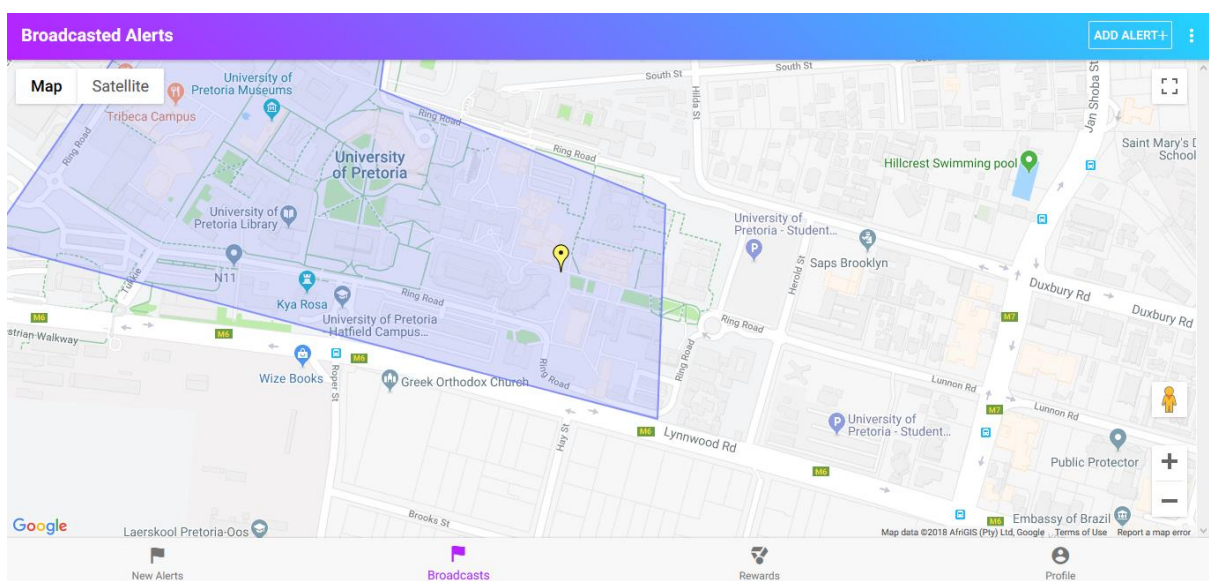 Broadcasted Alerts
ADD ALERT+
Map
Satellite
South St
South St
Hilda St
Jan Shoba St
University of
Pretoria Museums
Tribeca Campus
Ring Road
Ring Road
Ring Road
University
of Pretoria
Hillcrest Swimming pool
Saint Mary's D
School
University of
Pretoria Library
University of
Pretoria - Student...
Saps Brooklyn
Herold St
N11
Tukkie
Kya Rosa
Ring Road
University of Pretoria
Hatfield Campus...
Duxbury Rd
Duxbury Rd
M6
strian Walkway
M6
M6
M7
Ring Road
Ring Road
Ring Road
Wize Books
Roper St
Greek Orthodox Church
Lunnon Rd
Lunnon Rd
M7
University of
Pretoria - Student...
Hay St
M6
Lynnwood Rd
M6
Public Protector
Brooks St
M6
Embassy of Brazil
Google
Laerskool Pretoria-Oos
Map data ©2018 AfriGIS (Pty) Ltd, Google
Terms of Use
Report a map error
New Alerts
Broadcasts
Rewards
Profile